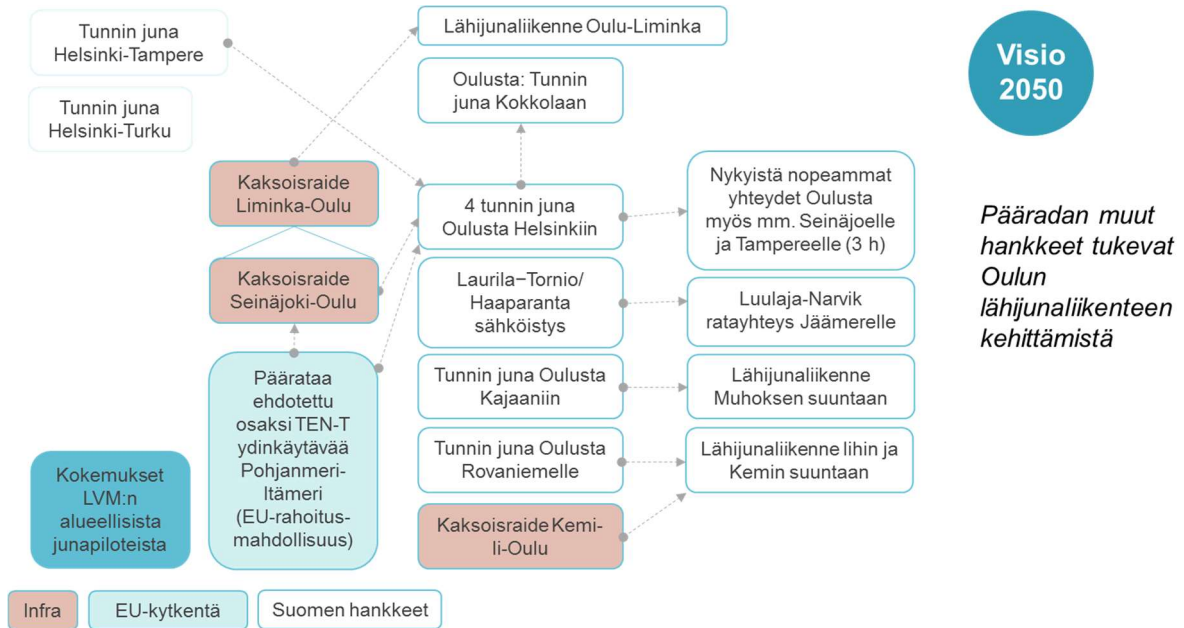 Tunnin juna
Helsinki-Tampere
Tunnin juna
Helsinki-Turku
Lähijunaliikenne Oulu-Liminka
Oulusta: Tunnin
juna Kokkolaan
Visio
2050
Kaksoisraide
Liminka-Oulu
4 tunnin juna
Oulusta Helsinkiin
Nykyistä nopeammat
yhteydet Oulusta
myös mm. Seinäjoelle
ja Tampereelle (3 h)
Pääradan muut
hankkeet tukevat
Oulun
lähijunaliikenteen
kehittämistä
Kaksoisraide
Seinäjoki-Oulu
Laurila–Tornio/
Haaparanta
sähköistys
Luulaja-Narvik
ratayhteys Jäämerelle
Päärataa
ehdotettu
osaksi TEN-T
ydinkäytävää
Pohjanmeri-
Itämeri
(EU-rahoitus-
mahdollisuus)
Tunnin juna Oulusta
Kajaaniin
Lähijunaliikenne
Muhoksen suuntaan
Tunnin juna Oulusta
Rovaniemelle
Lähijunaliikenne Iihin ja
Kemin suuntaan
Kokemukset
LVM:n
alueellisista
junapiloteista
Kaksoisraide Kemi-
Ii-Oulu
Infra
EU-kytkentä
Suomen hankkeet